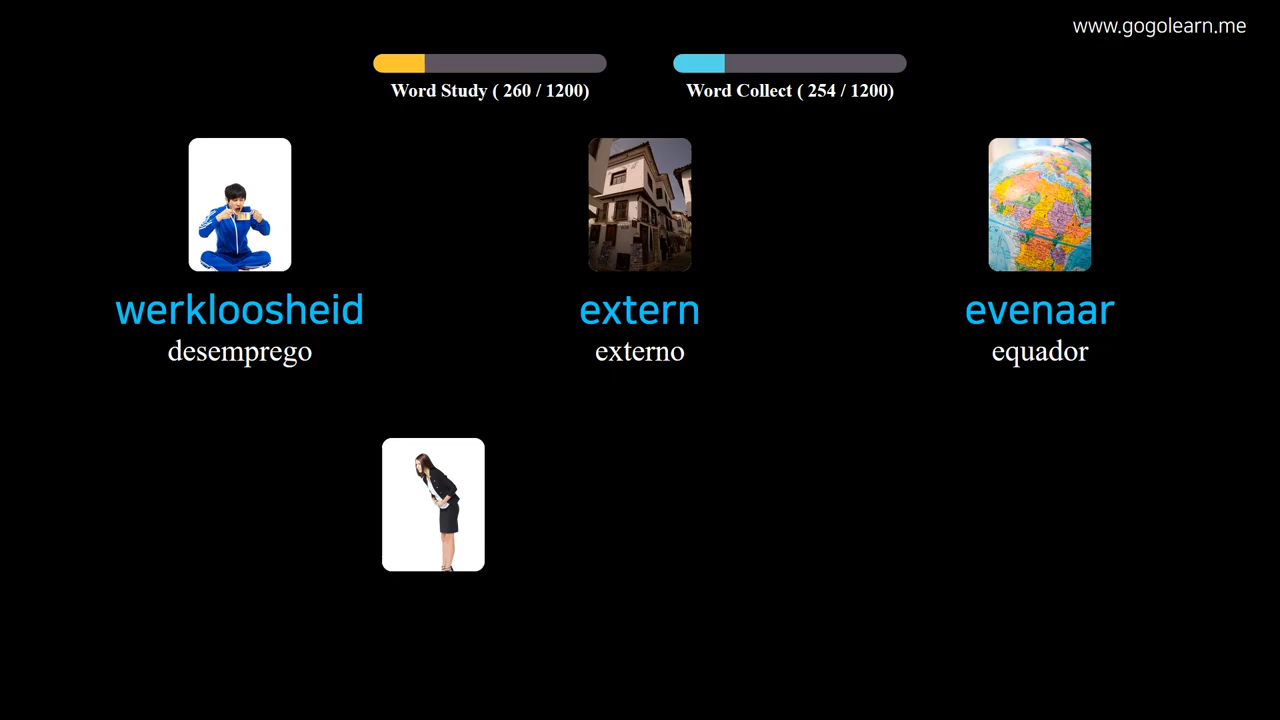 www.gogolearn.me
Word Study ( 260 / 1200)
Word Collect ( 254 / 1200)
werkloosheid
desemprego
extern
externo
evenaar
equador